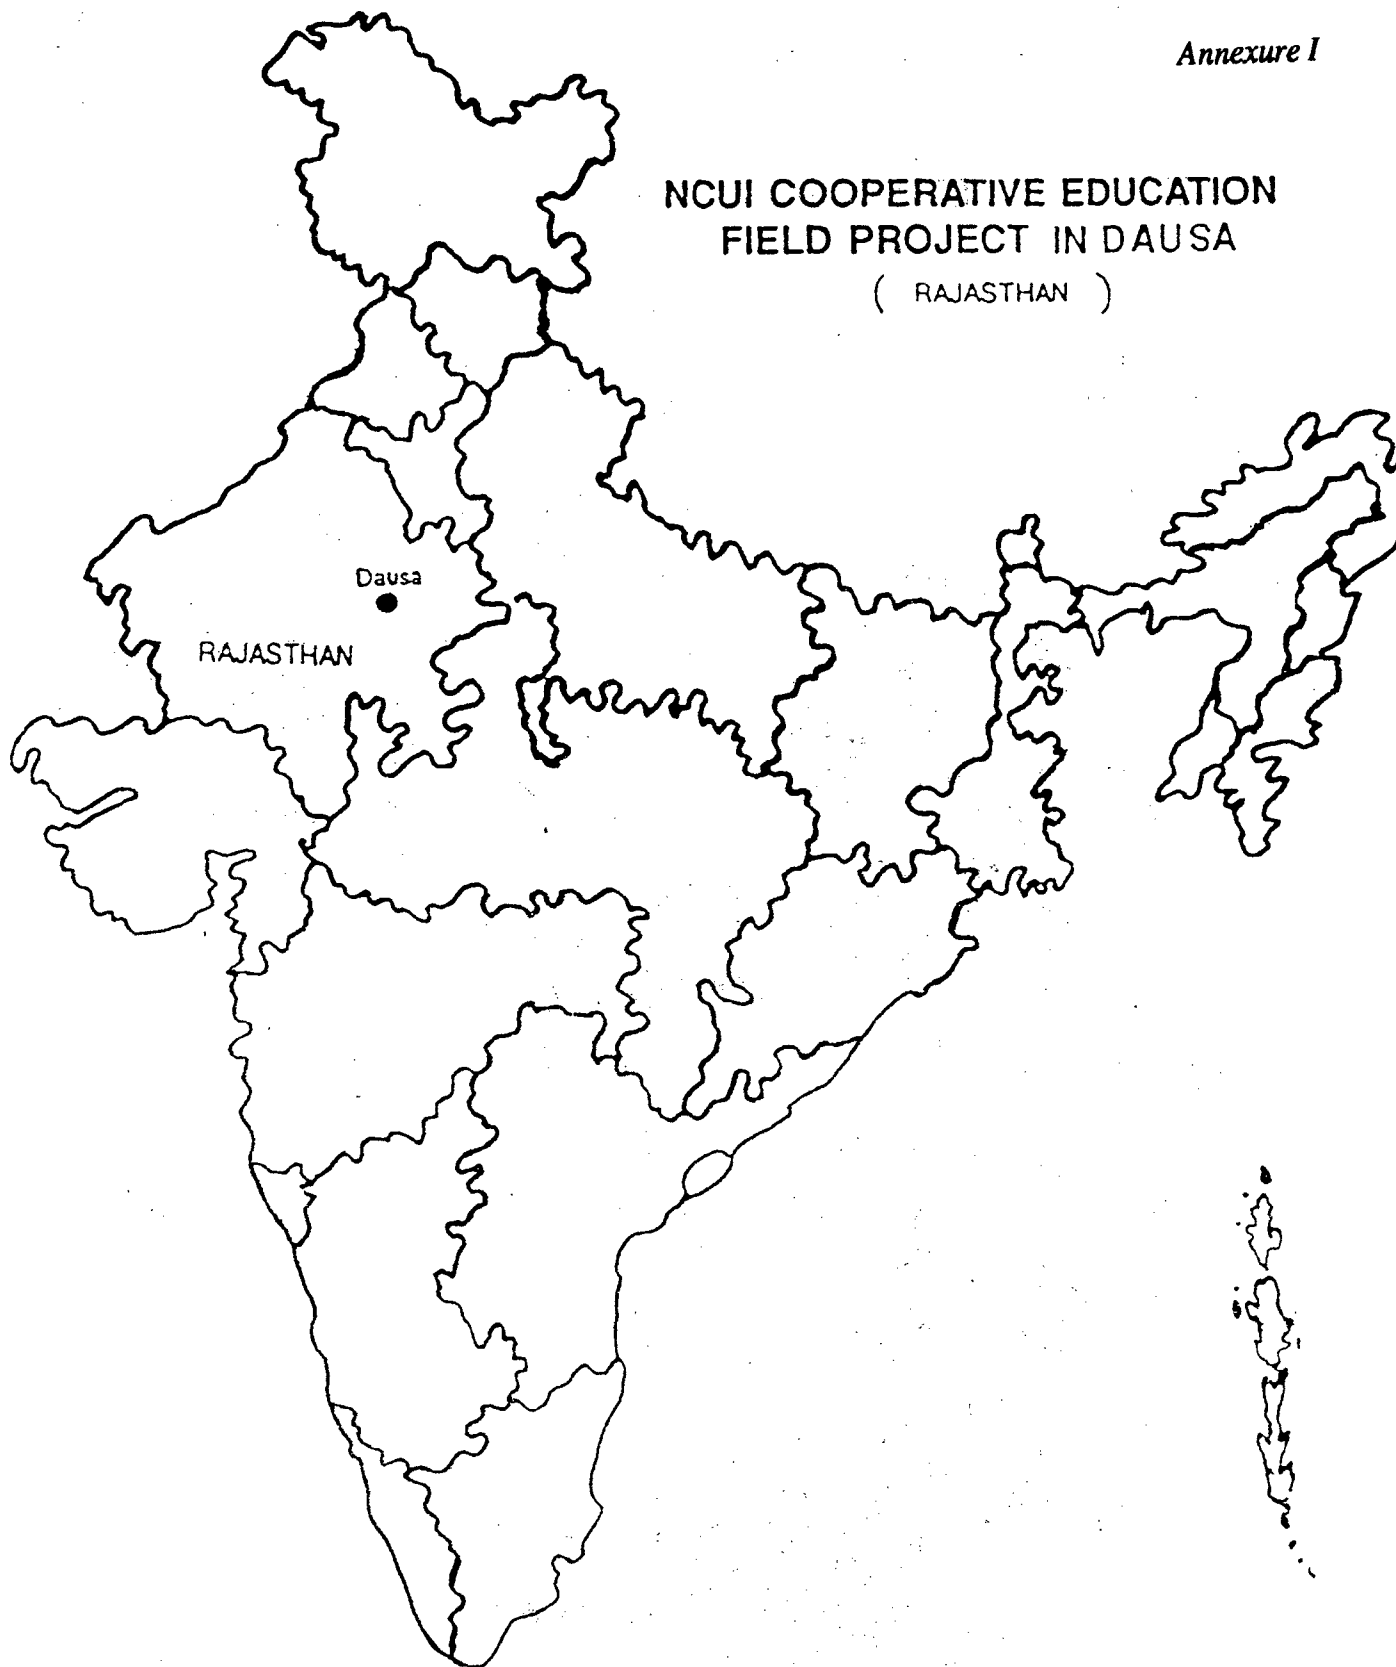 Annexure I
NCUI COOPERATIVE EDUCATION
FIELD PROJECT IN DAUSA
( RAJASTHAN )
Dausa
RAJASTHAN